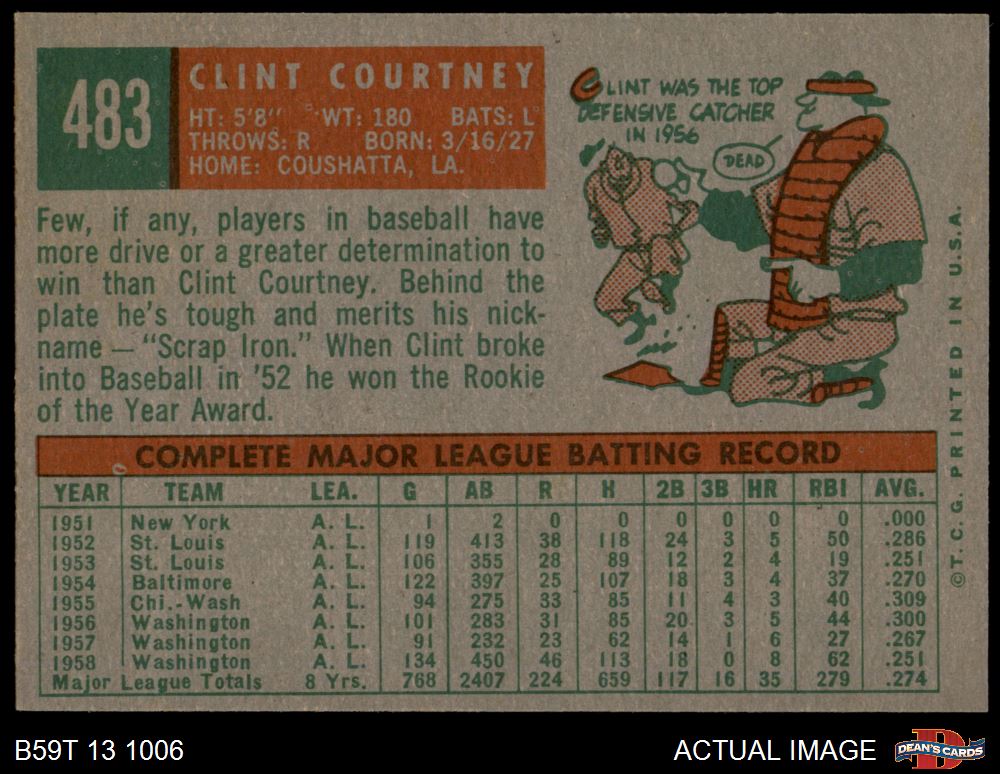 483
CLINT COURTNEY
HT: 5'8" WT: 180 BATS: L
THROWS: R BORN: 3/16/27
HOME: COUSHATTA, LA.
Few, if any, players in baseball have
more drive or a greater determination to
win than Clint Courtney. Behind the
plate he's tough and merits his nick-
name — "Scrap Iron." When Clint broke
into Baseball in '52 he won the Rookie
of the Year Award.
CLINT WAS THE TOP
DEFENSIVE CATCHER
IN 1956
DEAD
COMPLETE MAJOR LEAGUE BATTING RECORD
YEAR TEAM LEA. G AB R H 2B 3B HR RBI AVG.
1951 New York A. L. 1 2 0 0 0 0 0 0 .000
1952 St. Louis A. L. 119 413 38 118 24 3 5 50 .286
1953 St. Louis A. L. 106 355 28 89 12 2 4 19 .251
1954 Baltimore A. L. 122 397 25 107 18 3 4 37 .270
1955 Chi.-Wash A. L. 94 275 33 85 11 4 3 40 .309
1956 Washington A. L. 101 283 31 85 20 3 5 44 .300
1957 Washington A. L. 91 232 23 62 14 1 6 27 .267
1958 Washington A. L. 134 450 46 113 18 0 8 62 .251
Major League Totals 8 Yrs. 768 2407 224 659 117 16 35 279 .274
© T. C. G. PRINTED IN U.S.A.
B59T 13 1006
ACTUAL IMAGE
D
DEAN'S CARDS